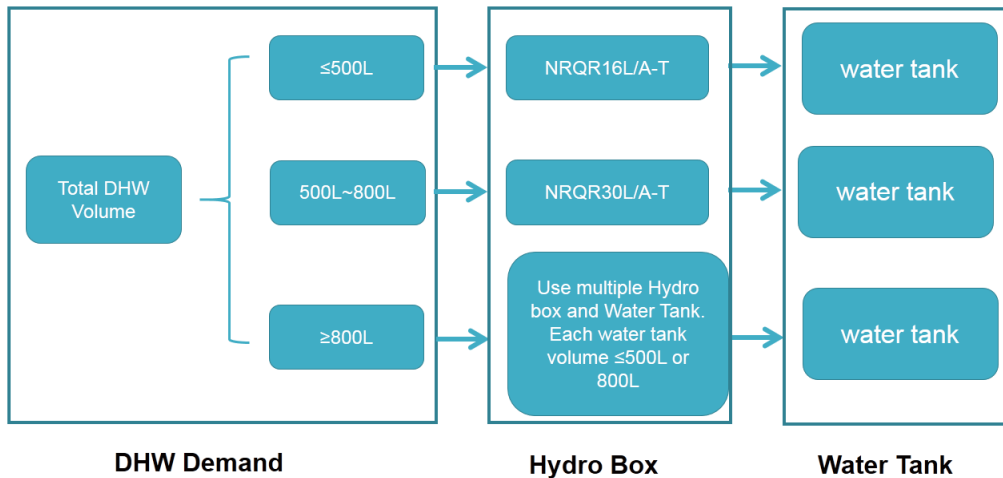 Total DHW
Volume
≤500L
500L~800L
≥800L
NRQR16L/A-T
NRQR30L/A-T
Use multiple Hydro
box and Water Tank.
Each water tank
volume ≤500L or
800L
water tank
water tank
water tank
DHW Demand
Hydro Box
Water Tank